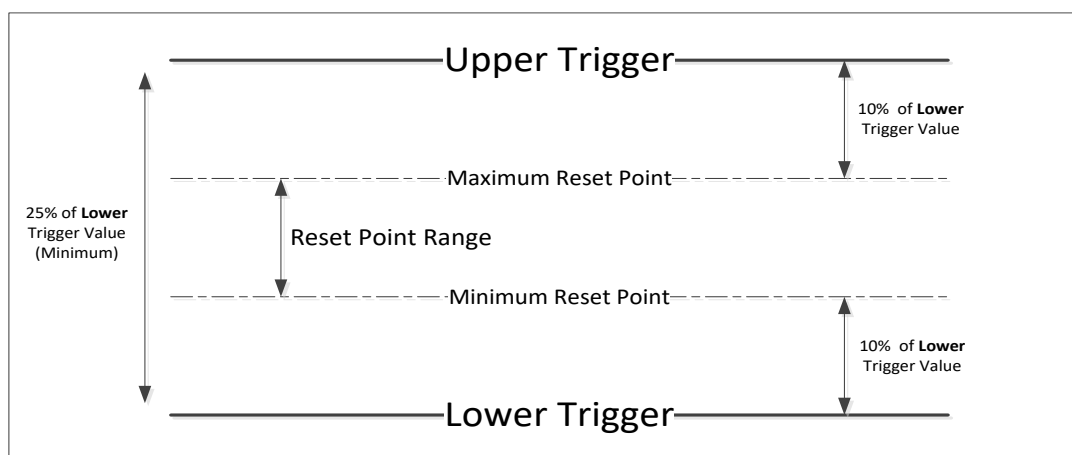 Upper Trigger
10% of Lower
Trigger Value
Maximum Reset Point
25% of Lower
Trigger Value
(Minimum)
Reset Point Range
Minimum Reset Point
10% of Lower
Trigger Value
Lower Trigger